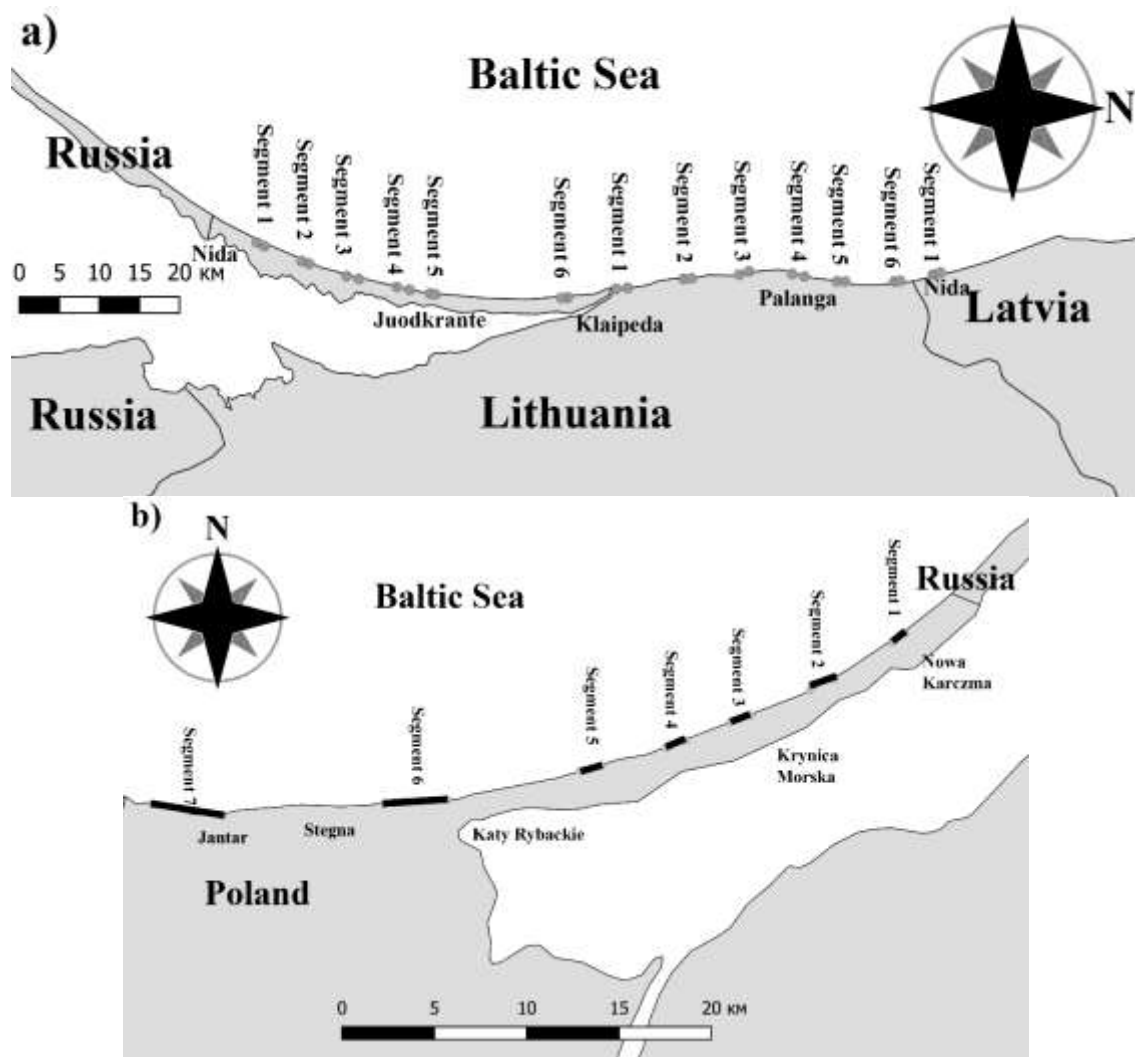 a)
Baltic Sea
N
Russia
Segment 1
Segment 2
Segment 3
Segment 4
Segment 5
Segment 6
Segment 1
Segment 2
Segment 3
Segment 4
Segment 5
Segment 6
Segment 1
Nida
0 5 10 15 20 км
Juodkrante
Klaipeda
Palanga
Nida
Latvia
Russia
Lithuania
b)
N
Baltic Sea
Russia
Segment 1
Segment 2
Segment 3
Segment 4
Segment 5
Segment 6
Segment 7
Nowa
Karczma
Krynica
Morska
Jantar
Stegna
Katy Rybackie
Poland
0 5 10 15 20 км